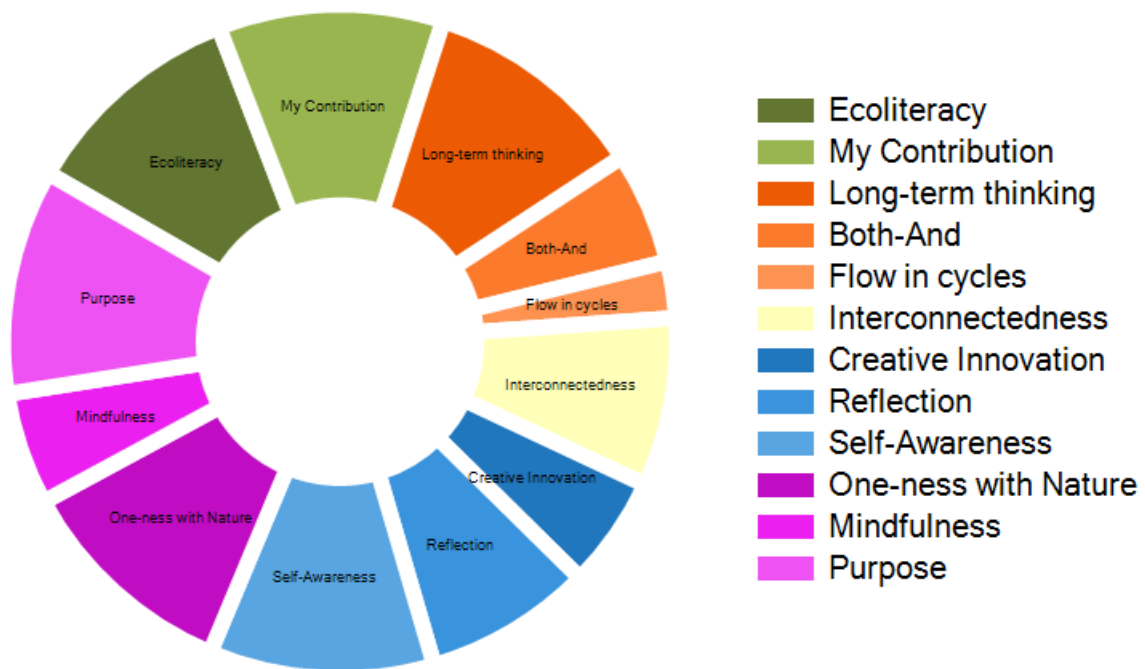 My Contribution
Long-term thinking
Ecoliteracy
Both-And
Purpose
Flow in cycles
Interconnectedness
Mindfulness
Creative Innovation
One-ness with Nature
Reflection
Self-Awareness
Ecoliteracy
My Contribution
Long-term thinking
Both-And
Flow in cycles
Interconnectedness
Creative Innovation
Reflection
Self-Awareness
One-ness with Nature
Mindfulness
Purpose